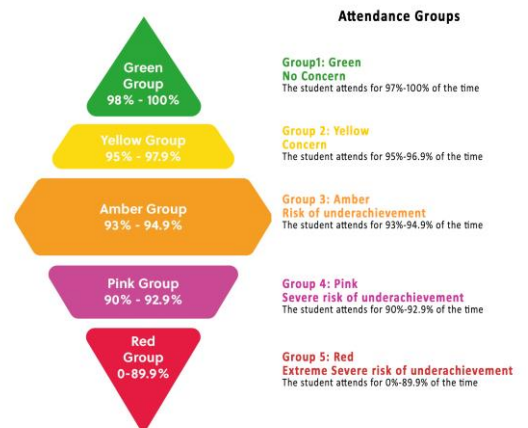 Attendance Groups
Green
Group
98% - 100%
Group1: Green
No Concern
The student attends for 97%-100% of the time
Yellow Group
95% - 97.9%
Group 2: Yellow
Concern
The student attends for 95%-96.9% of the time
Amber Group
93% - 94.9%
Group 3: Amber
Risk of underachievement
The student attends for 93%-94.9% of the time
Pink Group
90% - 92.9%
Group 4: Pink
Severe risk of underachievement
The student attends for 90%-92.9% of the time
Red
Group
0-89.9%
Group 5: Red
Extreme Severe risk of underachievement
The student attends for 0%-89.9% of the time